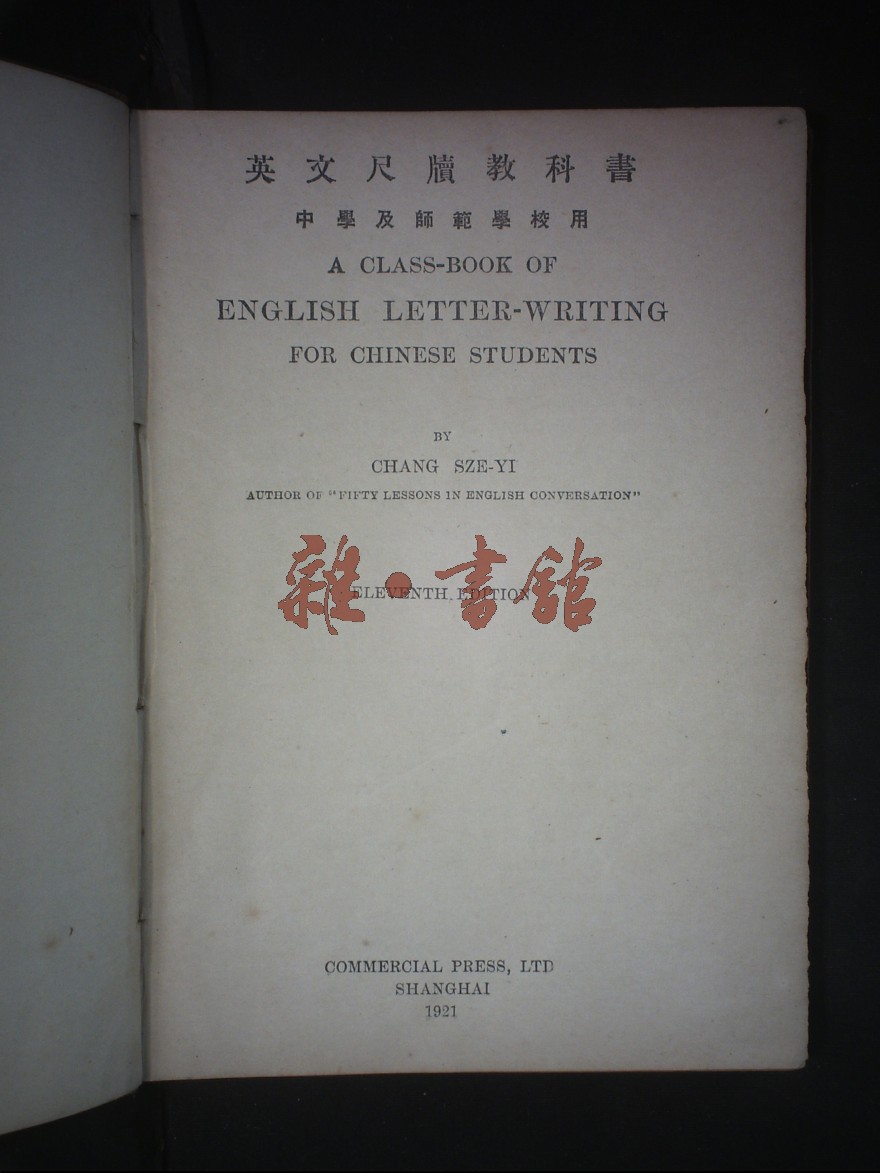 英文尺牘教科書
中學及師範學校用
A CLASS-BOOK OF
ENGLISH LETTER-WRITING
FOR CHINESE STUDENTS
BY
CHANG SZE-YI
AUTHOR OF "FIFTY LESSONS IN ENGLISH CONVERSATION"
雜·書館
ELEVENTH EDITION
COMMERCIAL PRESS, LTD
SHANGHAI
1921